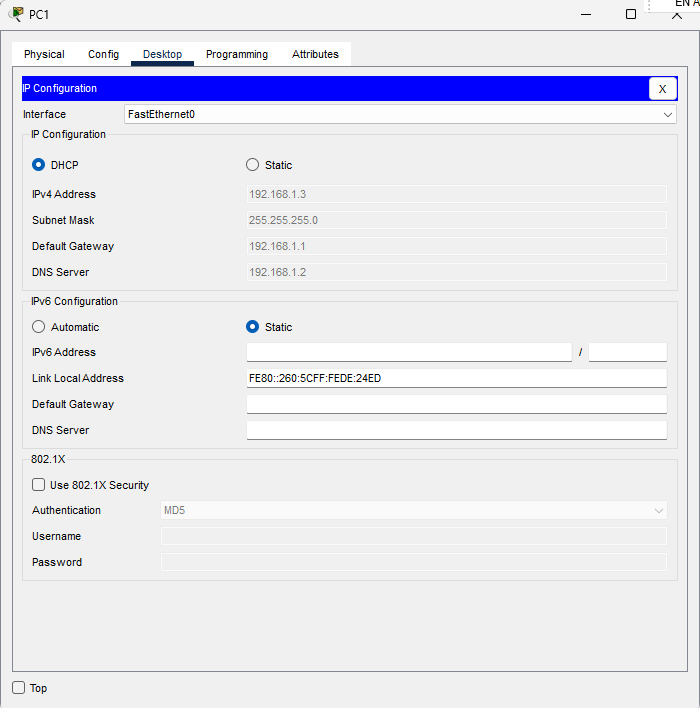 EN A
PC1
Physical Config Desktop Programming Attributes
IP Configuration X
Interface FastEthernet0
IP Configuration
DHCP Static
IPv4 Address 192.168.1.3
Subnet Mask 255.255.255.0
Default Gateway 192.168.1.1
DNS Server 192.168.1.2
IPv6 Configuration
Automatic Static
IPv6 Address /
Link Local Address FE80::260:5CFF:FEDE:24ED
Default Gateway
DNS Server
802.1X
Use 802.1X Security
Authentication MD5
Username
Password
Top